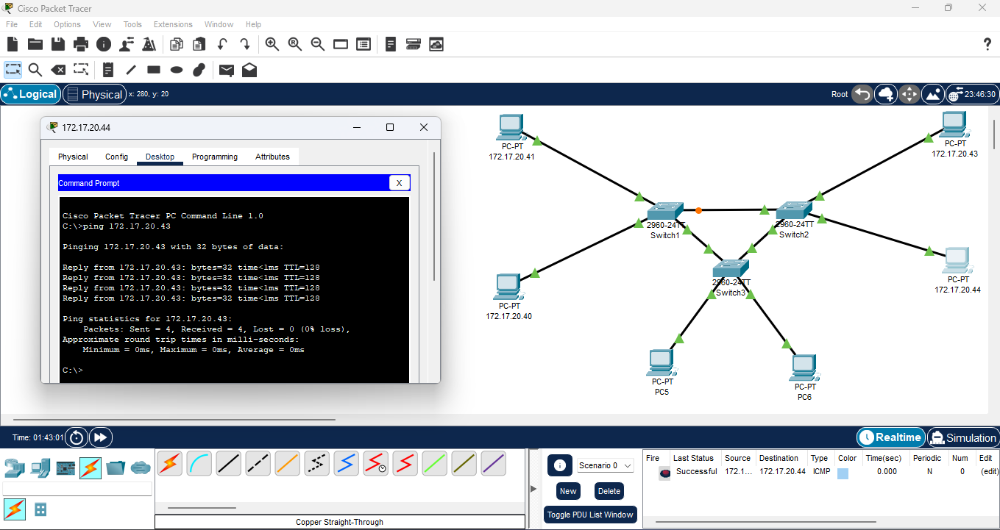 Cisco Packet Tracer
File Edit Options View Tools Extensions Window Help
Logical Physical x: 280, y: 20 Root 23:46:30
172.17.20.44
Physical Config Desktop Programming Attributes
Command Prompt X
Cisco Packet Tracer PC Command Line 1.0
C:\>ping 172.17.20.43
Pinging 172.17.20.43 with 32 bytes of data:
Reply from 172.17.20.43: bytes=32 time<1ms TTL=128
Reply from 172.17.20.43: bytes=32 time<1ms TTL=128
Reply from 172.17.20.43: bytes=32 time<1ms TTL=128
Reply from 172.17.20.43: bytes=32 time<1ms TTL=128
Ping statistics for 172.17.20.43:
Packets: Sent = 4, Received = 4, Lost = 0 (0% loss),
Approximate round trip times in milli-seconds:
Minimum = 0ms, Maximum = 0ms, Average = 0ms
C:\>
PC-PT
172.17.20.41
PC-PT
172.17.20.43
2960-24TT
Switch1
2960-24TT
Switch2
2960-24TT
Switch3
PC-PT
172.17.20.44
PC-PT
172.17.20.40
PC-PT
PC5
PC-PT
PC6
Time: 01:43:01 Realtime Simulation
Scenario 0
New Delete
Toggle PDU List Window
Fire Last Status Source Destination Type Color Time(sec) Periodic Num Edit
Successful 172.1... 172.17.20.44 ICMP 0.000 N 0 (edit)
Copper Straight-Through